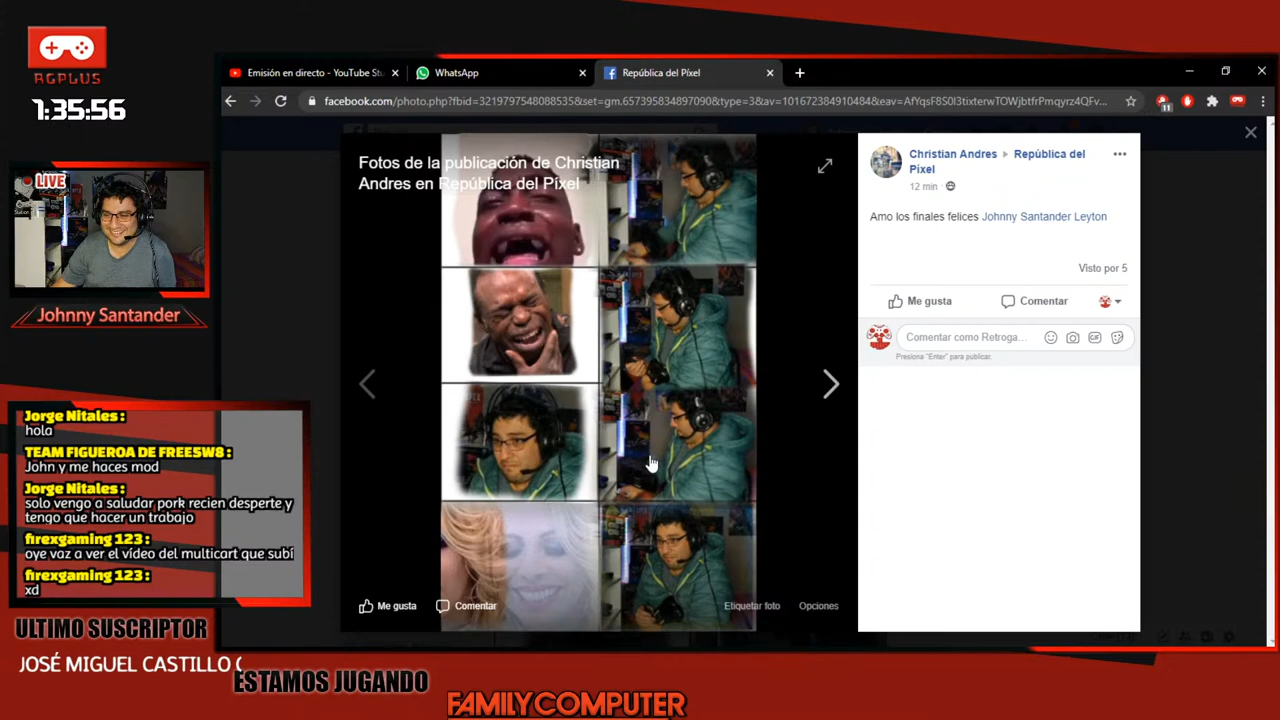 RGPLUS
1:35:56
LIVE
Johnny Santander
Jorge Nitales :
hola
TEAM FIGUEROA DE FREESW8 :
John y me haces mod
Jorge Nitales :
solo vengo a saludar pork recien desperte y
tengo que hacer un trabajo
firexgaming 123 :
oye vaz a ver el vídeo del multicart que subí
firexgaming 123 :
xd
ULTIMO SUSCRIPTOR
JOSÉ MIGUEL CASTILLO
ESTAMOS JUGANDO
FAMILYCOMPUTER
Emisión en directo - YouTube Stu
WhatsApp
República del Píxel
facebook.com/photo.php?fbid=3219797548088535&set=gm.657395834897090&type=3&av=101672384910484&eav=AfYqsF8S0l3tixterwTOWjbtfrPmqyrz4QFv...
11
Fotos de la publicación de Christian
Andres en República del Píxel
Me gusta
Comentar
Etiquetar foto
Opciones
Christian Andres
República del
Píxel
12 min
Amo los finales felices Johnny Santander Leyton
Visto por 5
Me gusta
Comentar
Comentar como Retroga...
Presiona "Enter" para publicar.